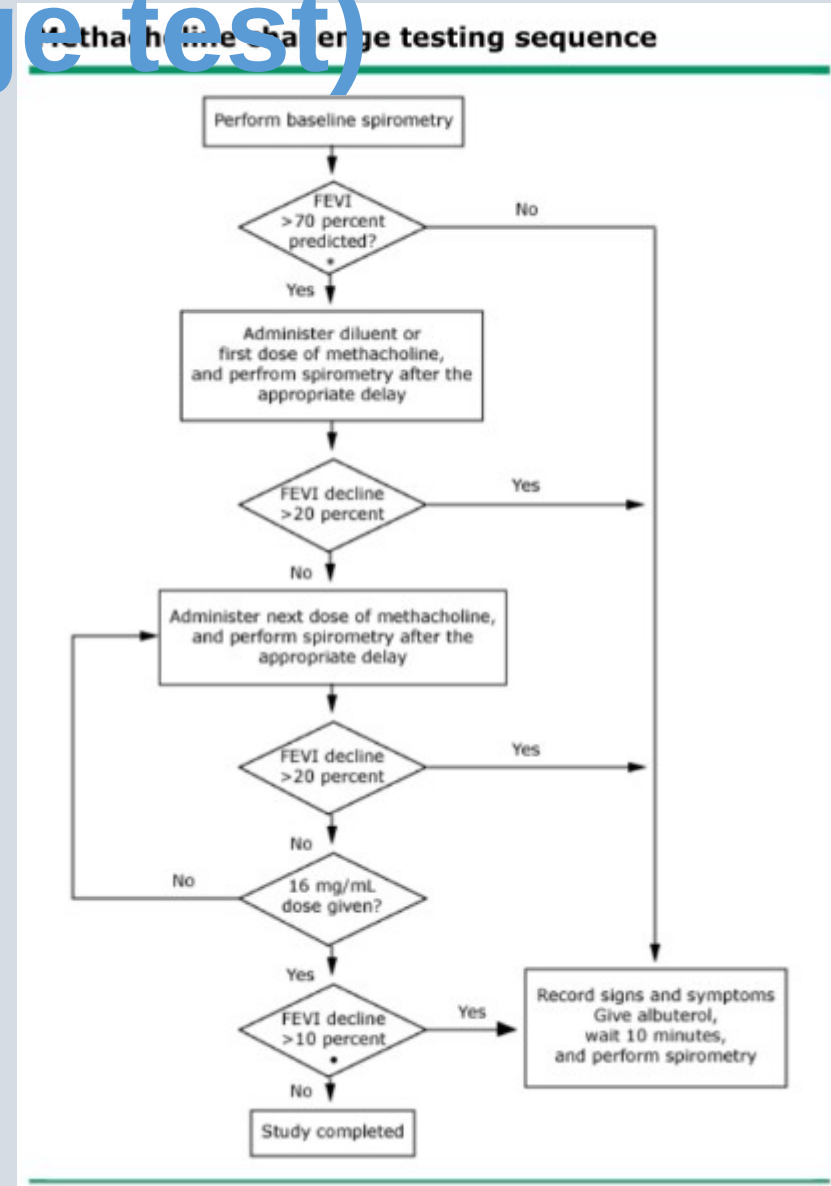 ge test)
Methacholine challenge testing sequence
Perform baseline spirometry
FEVI
>70 percent
predicted?
*
No
Yes
Administer diluent or
first dose of methacholine,
and perfrom spirometry after the
appropriate delay
FEVI decline
>20 percent
Yes
No
Administer next dose of methacholine,
and perform spirometry after the
appropriate delay
FEVI decline
>20 percent
Yes
No
16 mg/mL
dose given?
No
Yes
FEVI decline
>10 percent
•
Yes
No
Record signs and symptoms
Give albuterol,
wait 10 minutes,
and perform spirometry
Study completed